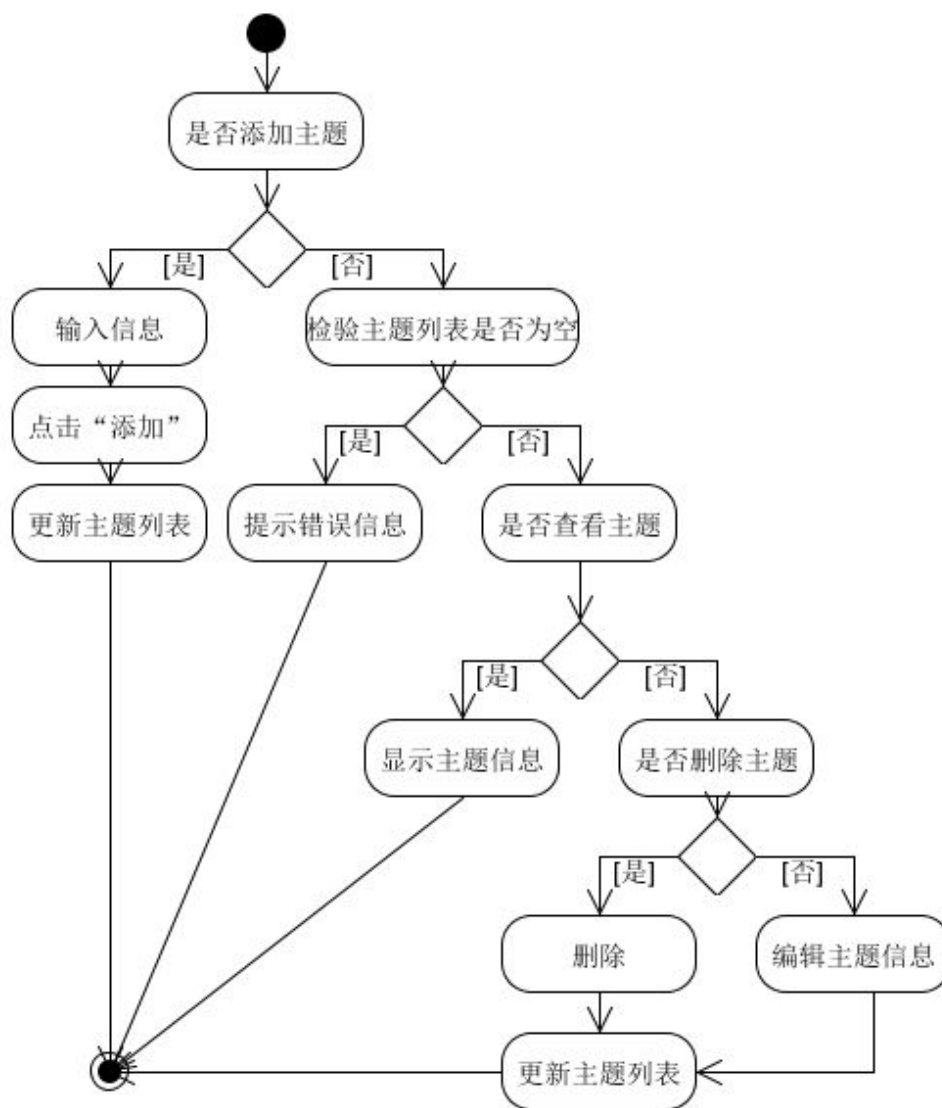 是否添加主题
[是]
[否]
输入信息
检验主题列表是否为空
点击“添加”
[是]
[否]
更新主题列表
提示错误信息
是否查看主题
[是]
[否]
显示主题信息
是否删除主题
[是]
[否]
删除
编辑主题信息
更新主题列表